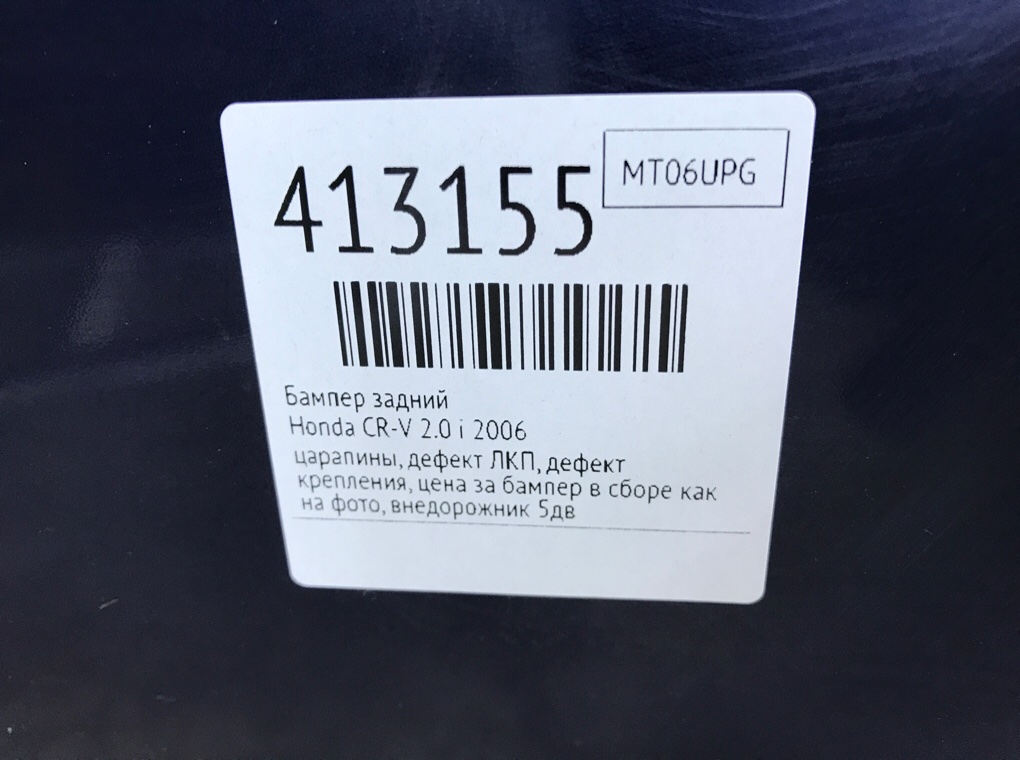 413155
MT06UPG
Бампер задний
Honda CR-V 2.0 i 2006
царапины, дефект ЛКП, дефект
крепления, цена за бампер в сборе как
на фото, внедорожник 5дв